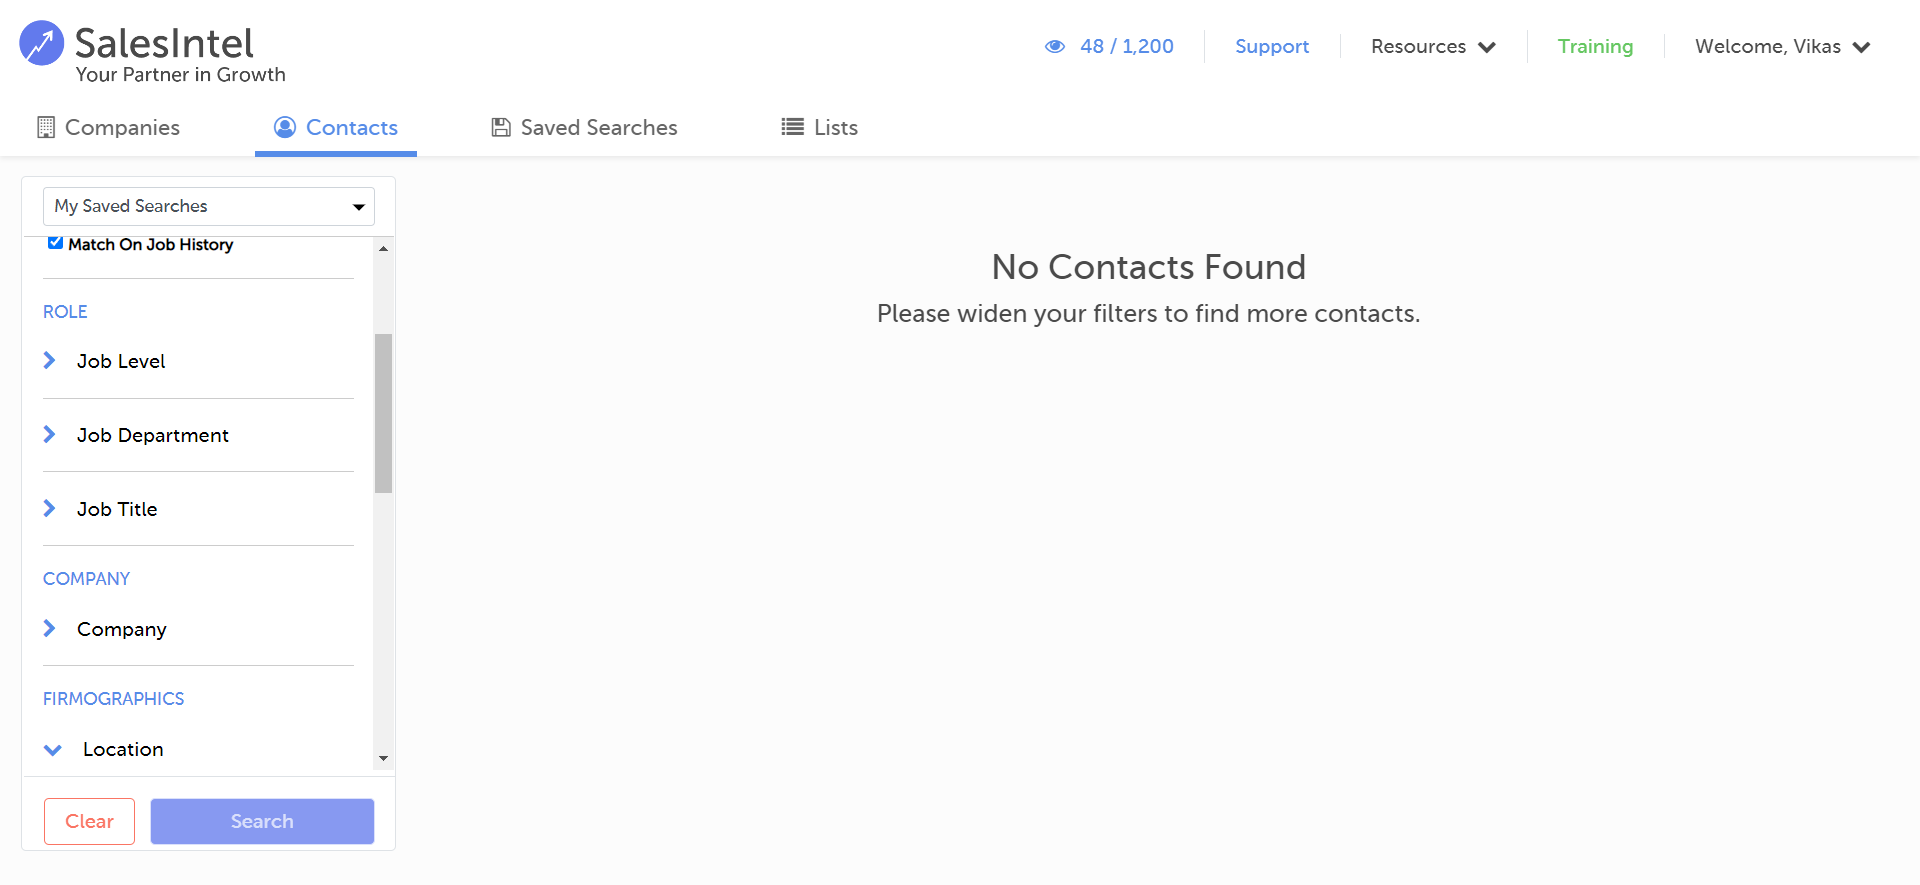 SalesIntel
Your Partner in Growth
48 / 1,200
Support
Resources
Training
Welcome, Vikas
Companies
Contacts
Saved Searches
Lists
My Saved Searches
Match On Job History
ROLE
Job Level
Job Department
Job Title
COMPANY
Company
FIRMOGRAPHICS
Location
Clear
Search
No Contacts Found
Please widen your filters to find more contacts.